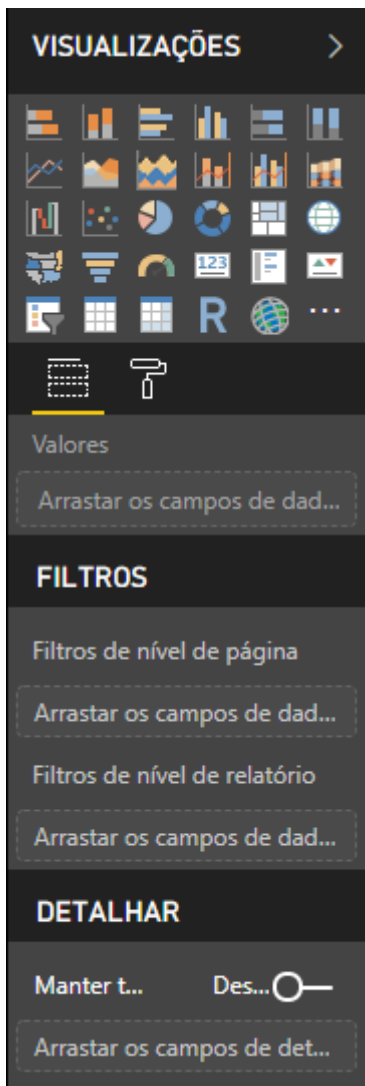 VISUALIZAÇÕES
123
R
Valores
Arrastar os campos de dad...
FILTROS
Filtros de nível de página
Arrastar os campos de dad...
Filtros de nível de relatório
Arrastar os campos de dad...
DETALHAR
Manter t... Des...
Arrastar os campos de det...